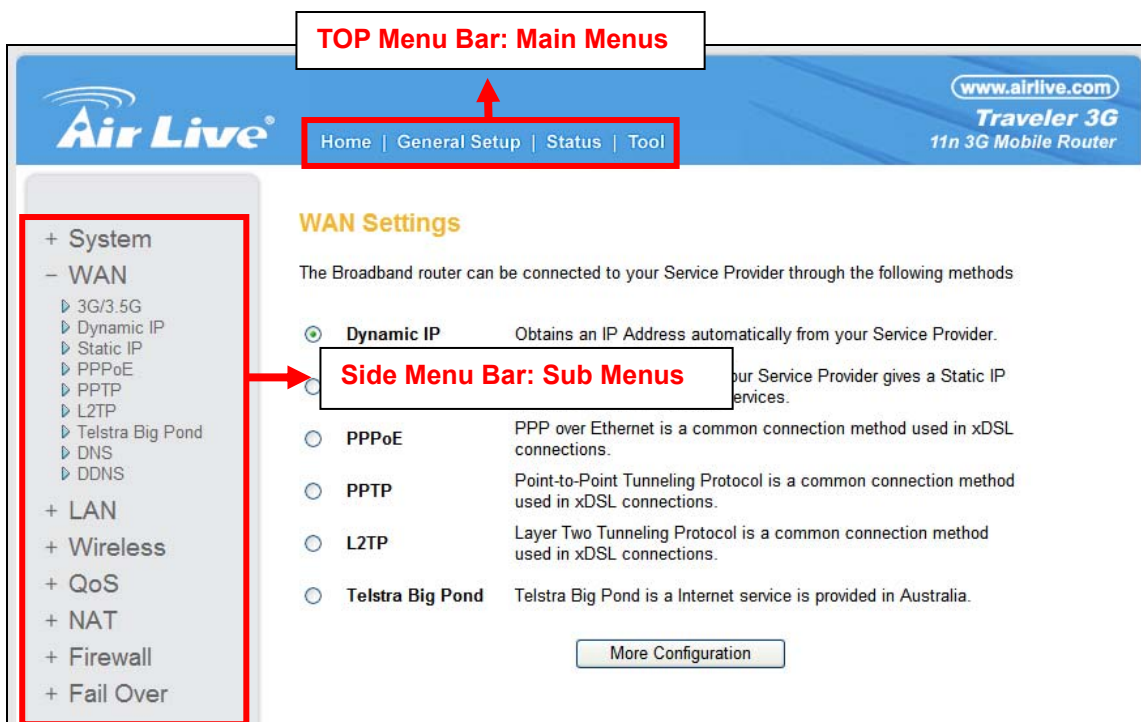 TOP Menu Bar: Main Menus
Air Live®
www.airlive.com
Traveler 3G
11n 3G Mobile Router
Home | General Setup | Status | Tool
+ System
− WAN
3G/3.5G
Dynamic IP
Static IP
PPPoE
PPTP
L2TP
Telstra Big Pond
DNS
DDNS
+ LAN
+ Wireless
+ QoS
+ NAT
+ Firewall
+ Fail Over
WAN Settings
The Broadband router can be connected to your Service Provider through the following methods
Dynamic IP Obtains an IP Address automatically from your Service Provider.
Side Menu Bar: Sub Menus
Service Provider gives a Static IP
PPPoE PPP over Ethernet is a common connection method used in xDSL
connections.
PPTP Point-to-Point Tunneling Protocol is a common connection method
used in xDSL connections.
L2TP Layer Two Tunneling Protocol is a common connection method
used in xDSL connections.
Telstra Big Pond Telstra Big Pond is a Internet service is provided in Australia.
More Configuration